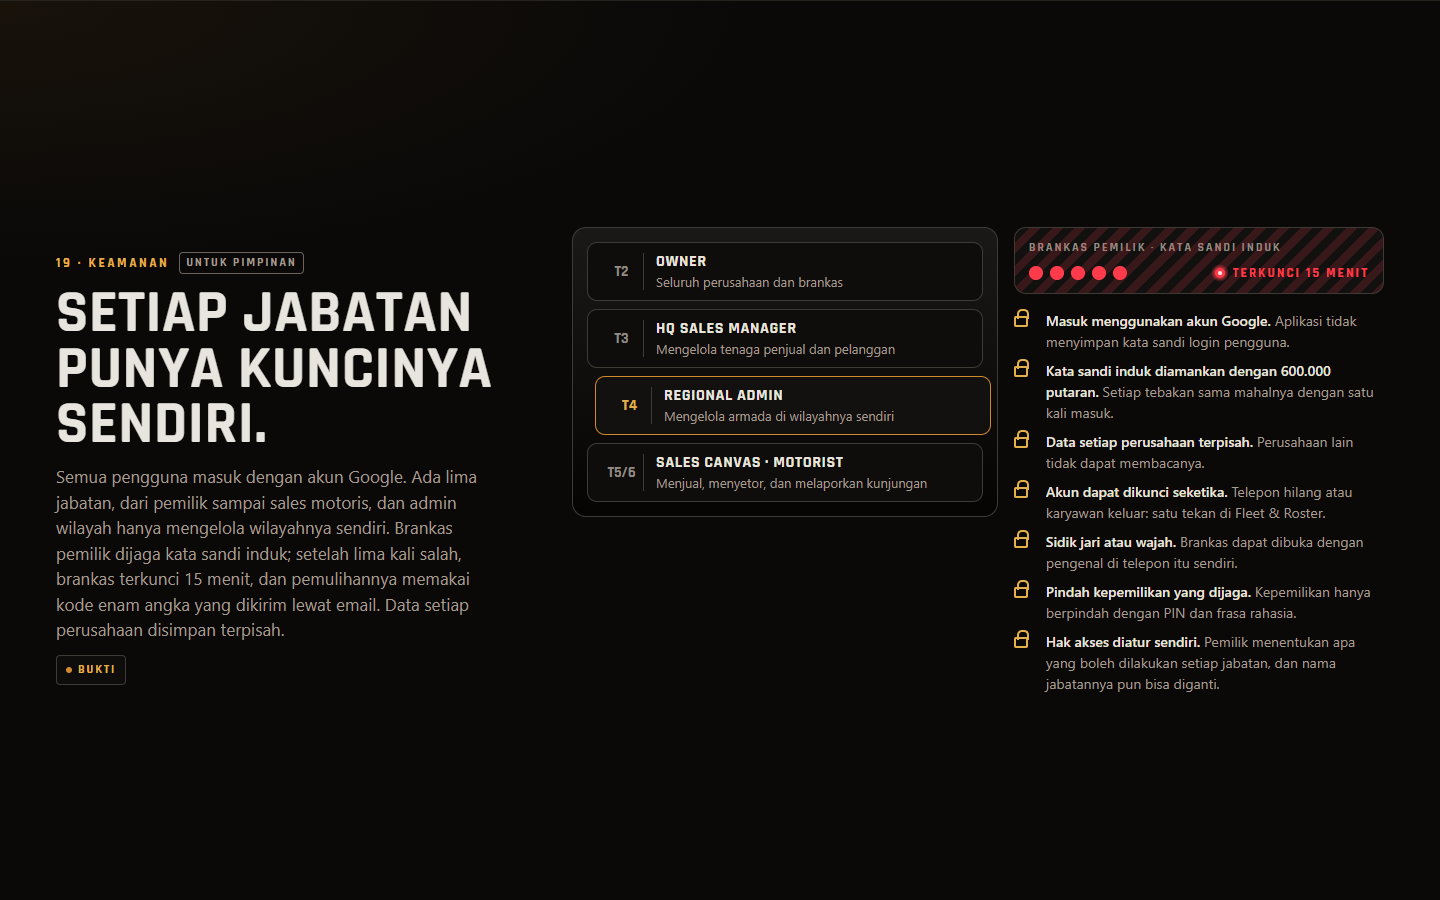 19 · KEAMANAN UNTUK PIMPINAN
SETIAP JABATAN
PUNYA KUNCINYA
SENDIRI.
Semua pengguna masuk dengan akun Google. Ada lima
jabatan, dari pemilik sampai sales motoris, dan admin
wilayah hanya mengelola wilayahnya sendiri. Brankas
pemilik dijaga kata sandi induk; setelah lima kali salah,
brankas terkunci 15 menit, dan pemulihannya memakai
kode enam angka yang dikirim lewat email. Data setiap
perusahaan disimpan terpisah.
BUKTI
T2
OWNER
Seluruh perusahaan dan brankas
T3
HQ SALES MANAGER
Mengelola tenaga penjual dan pelanggan
T4
REGIONAL ADMIN
Mengelola armada di wilayahnya sendiri
T5/6
SALES CANVAS · MOTORIST
Menjual, menyetor, dan melaporkan kunjungan
BRANKAS PEMILIK · KATA SANDI INDUK
TERKUNCI 15 MENIT
Masuk menggunakan akun Google. Aplikasi tidak
menyimpan kata sandi login pengguna.
Kata sandi induk diamankan dengan 600.000
putaran. Setiap tebakan sama mahalnya dengan satu
kali masuk.
Data setiap perusahaan terpisah. Perusahaan lain
tidak dapat membacanya.
Akun dapat dikunci seketika. Telepon hilang atau
karyawan keluar: satu tekan di Fleet & Roster.
Sidik jari atau wajah. Brankas dapat dibuka dengan
pengenal di telepon itu sendiri.
Pindah kepemilikan yang dijaga. Kepemilikan hanya
berpindah dengan PIN dan frasa rahasia.
Hak akses diatur sendiri. Pemilik menentukan apa
yang boleh dilakukan setiap jabatan, dan nama
jabatannya pun bisa diganti.